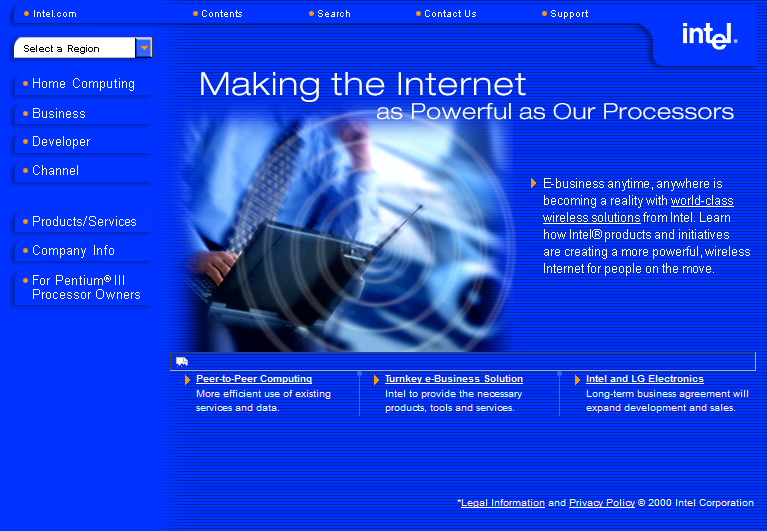 Intel.com
Contents
Search
Contact Us
Support
intel®
Select a Region
Home Computing
Business
Developer
Channel
Products/Services
Company Info
For Pentium® III
Processor Owners
Making the Internet
as Powerful as Our Processors
E-business anytime, anywhere is
becoming a reality with world-class
wireless solutions from Intel. Learn
how Intel® products and initiatives
are creating a more powerful, wireless
Internet for people on the move.
Peer-to-Peer Computing
More efficient use of existing
services and data.
Turnkey e-Business Solution
Intel to provide the necessary
products, tools and services.
Intel and LG Electronics
Long-term business agreement will
expand development and sales.
*Legal Information and Privacy Policy © 2000 Intel Corporation